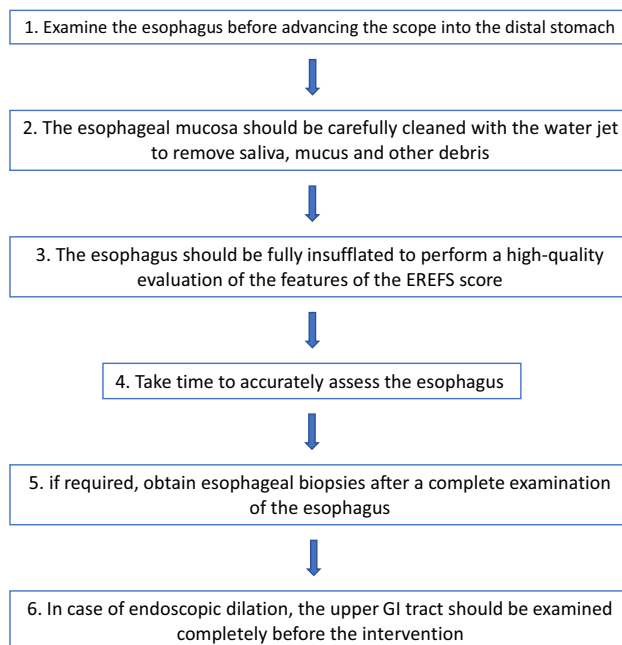 1. Examine the esophagus before advancing the scope into the distal stomach
2. The esophageal mucosa should be carefully cleaned with the water jet
to remove saliva, mucus and other debris
3. The esophagus should be fully insufflated to perform a high-quality
evaluation of the features of the EREFS score
4. Take time to accurately assess the esophagus
5. if required, obtain esophageal biopsies after a complete examination
of the esophagus
6. In case of endoscopic dilation, the upper GI tract should be examined
completely before the intervention